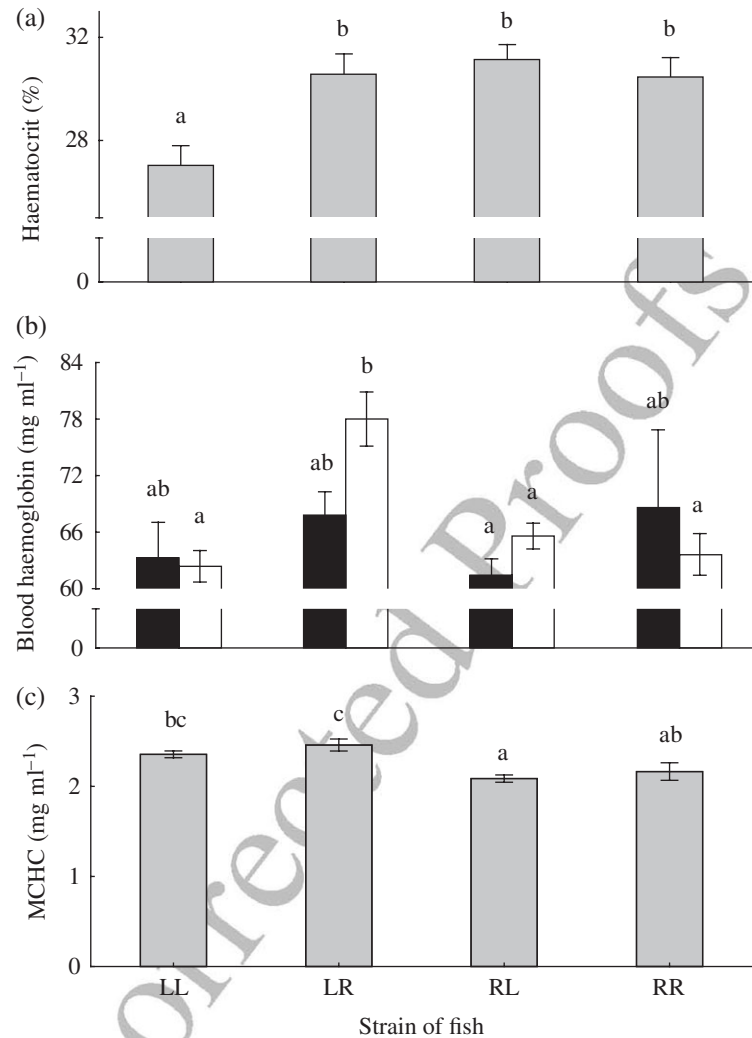 (a)
Haematocrit (%)
32
28
0
a
b
b
b
(b)
Blood haemoglobin (mg ml⁻¹)
84
78
72
66
60
0
ab
a
ab
b
a
a
ab
a
(c)
MCHC (mg ml⁻¹)
3
2
1
0
bc
c
a
ab
LL LR RL RR
Strain of fish
orrected Proofs